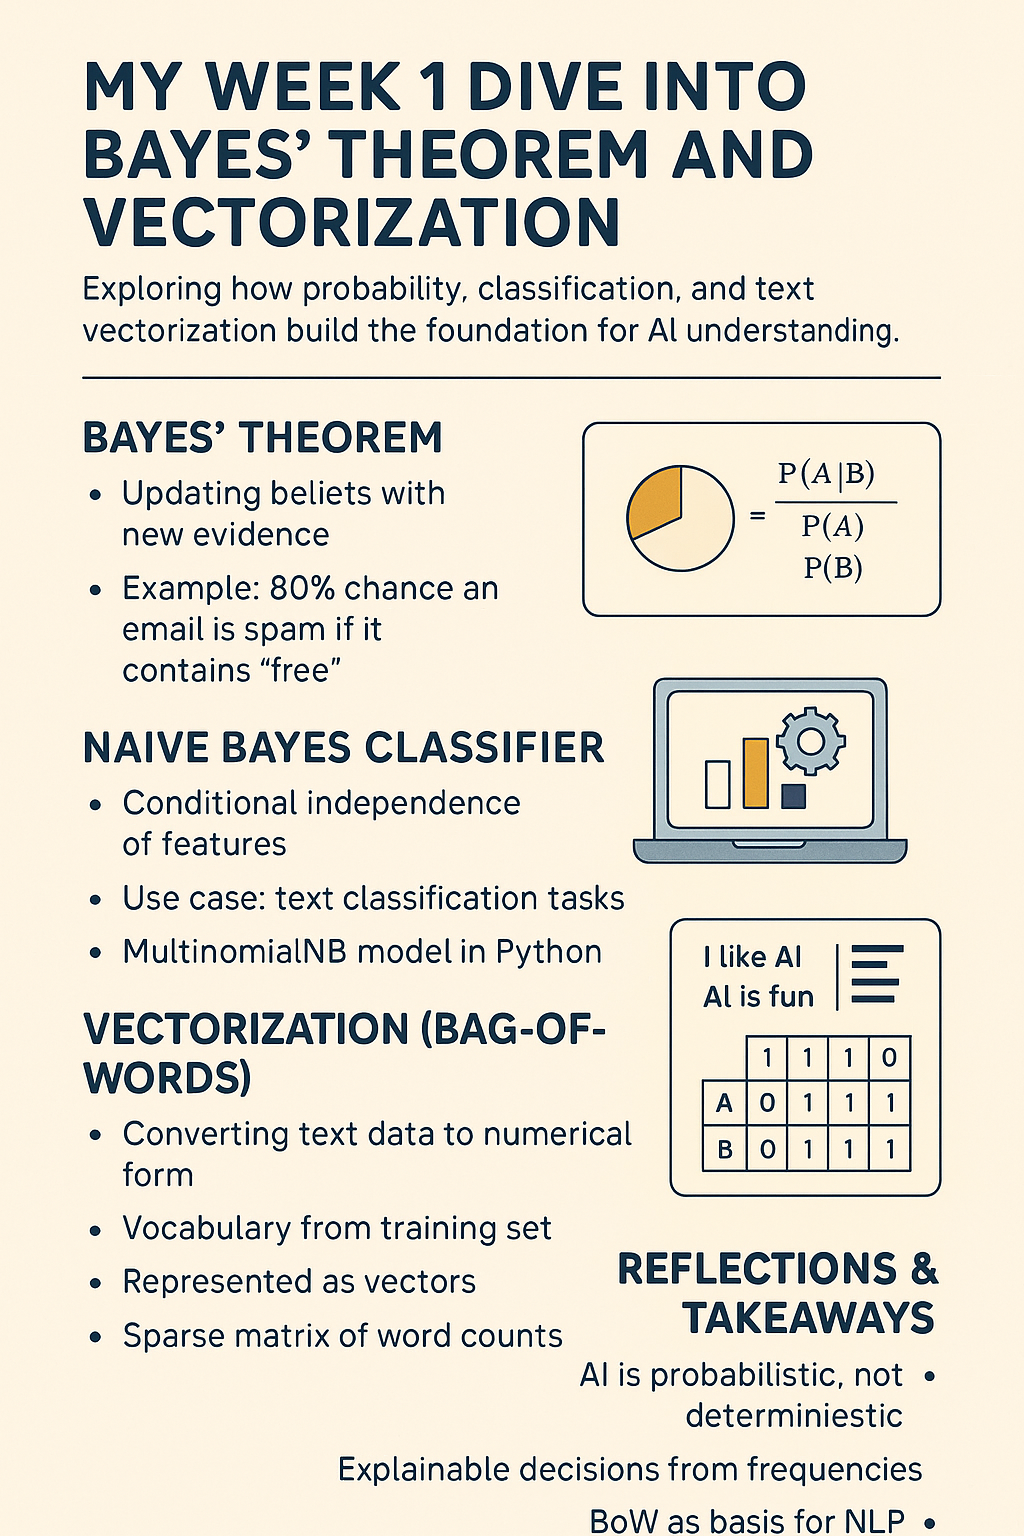 MY WEEK 1 DIVE INTO
BAYES’ THEOREM AND
VECTORIZATION
Exploring how probability, classification, and text
vectorization build the foundation for AI understanding.
BAYES’ THEOREM
• Updating beliets with
new evidence
• Example: 80% chance an
email is spam if it
contains “free”
= P(A|B)
P(A)
P(B)
NAIVE BAYES CLASSIFIER
• Conditional independence
of features
• Use case: text classification tasks
• MultinomialNB model in Python
VECTORIZATION (BAG-OF-
WORDS)
• Converting text data to numerical
form
• Vocabulary from training set
• Represented as vectors
• Sparse matrix of word counts
I like AI
AI is fun
1 1 1 0
A 0 1 1 1
B 0 1 1 1
REFLECTIONS &
TAKEAWAYS
AI is probabilistic, not •
determiniestic
Explainable decisions from frequencies
BoW as basis for NLP •